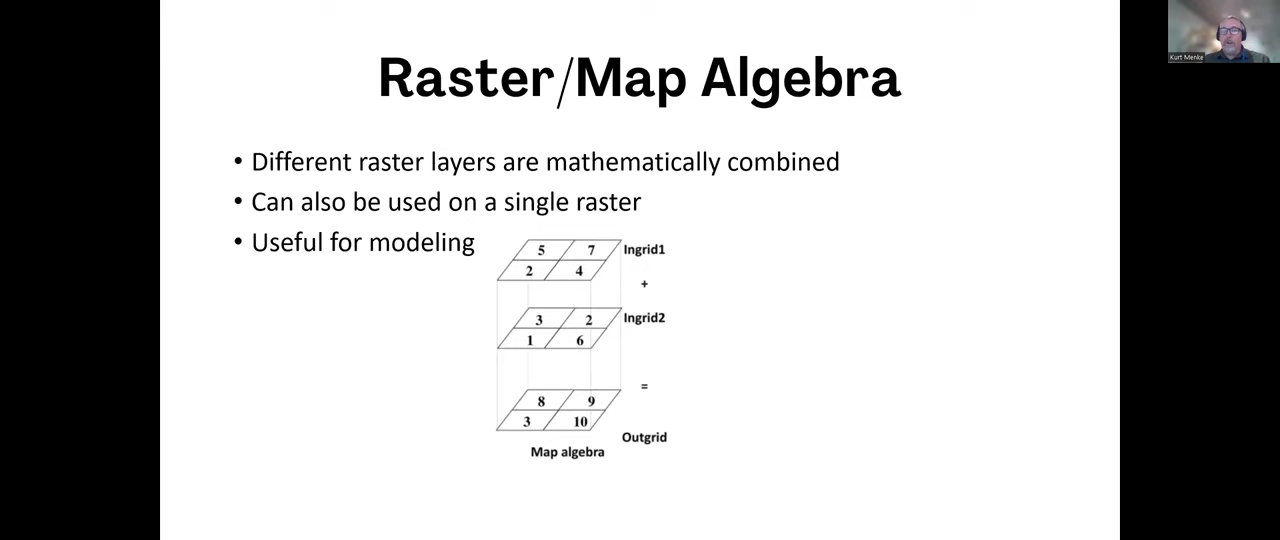 Raster/Map Algebra
• Different raster layers are mathematically combined
• Can also be used on a single raster
• Useful for modeling
5 7 Ingrid1
2 4
+
3 2 Ingrid2
1 6
=
8 9
3 10
Outgrid
Map algebra
Kurt Menke